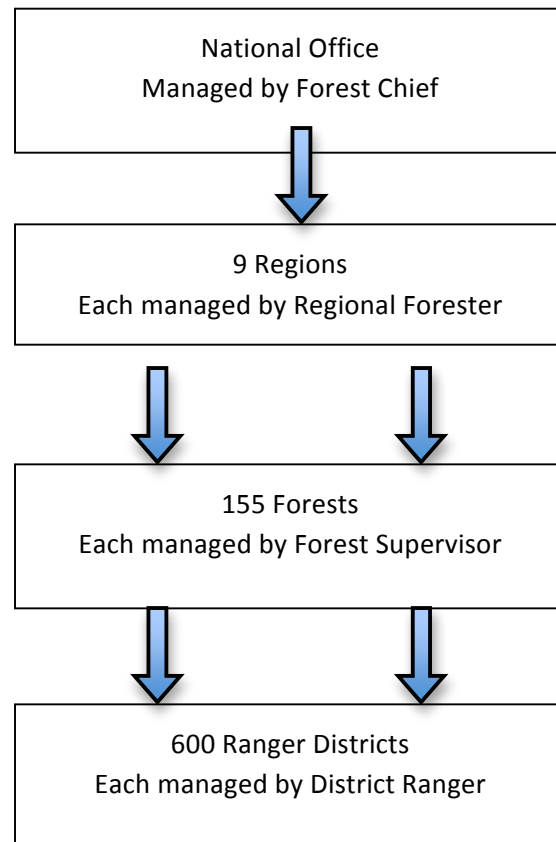 National Office
Managed by Forest Chief
9 Regions
Each managed by Regional Forester
155 Forests
Each managed by Forest Supervisor
600 Ranger Districts
Each managed by District Ranger